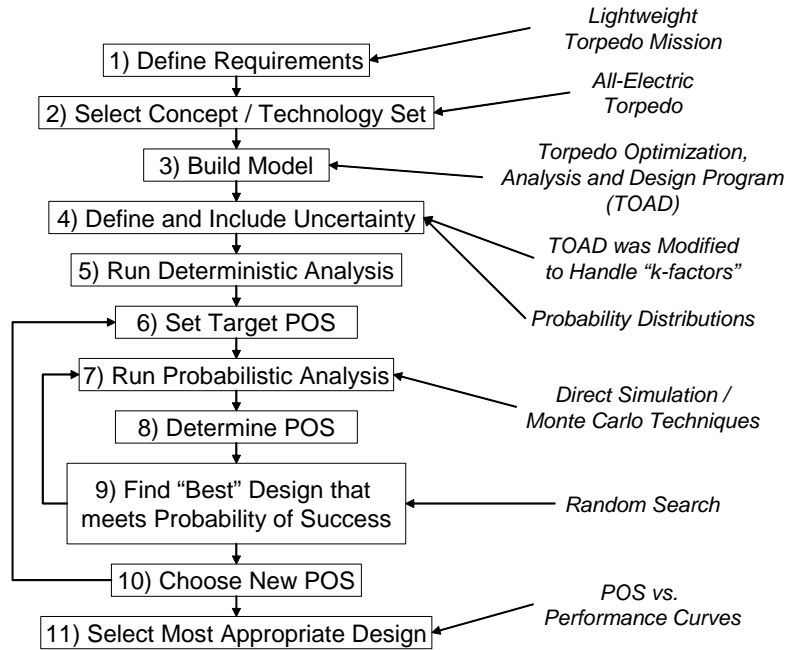 Lightweight
Torpedo Mission
1) Define Requirements
All-Electric
Torpedo
2) Select Concept / Technology Set
Torpedo Optimization,
Analysis and Design Program
(TOAD)
3) Build Model
4) Define and Include Uncertainty
TOAD was Modified
to Handle “k-factors”
5) Run Deterministic Analysis
Probability Distributions
6) Set Target POS
7) Run Probabilistic Analysis
Direct Simulation /
Monte Carlo Techniques
8) Determine POS
9) Find “Best” Design that
meets Probability of Success
Random Search
10) Choose New POS
POS vs.
Performance Curves
11) Select Most Appropriate Design